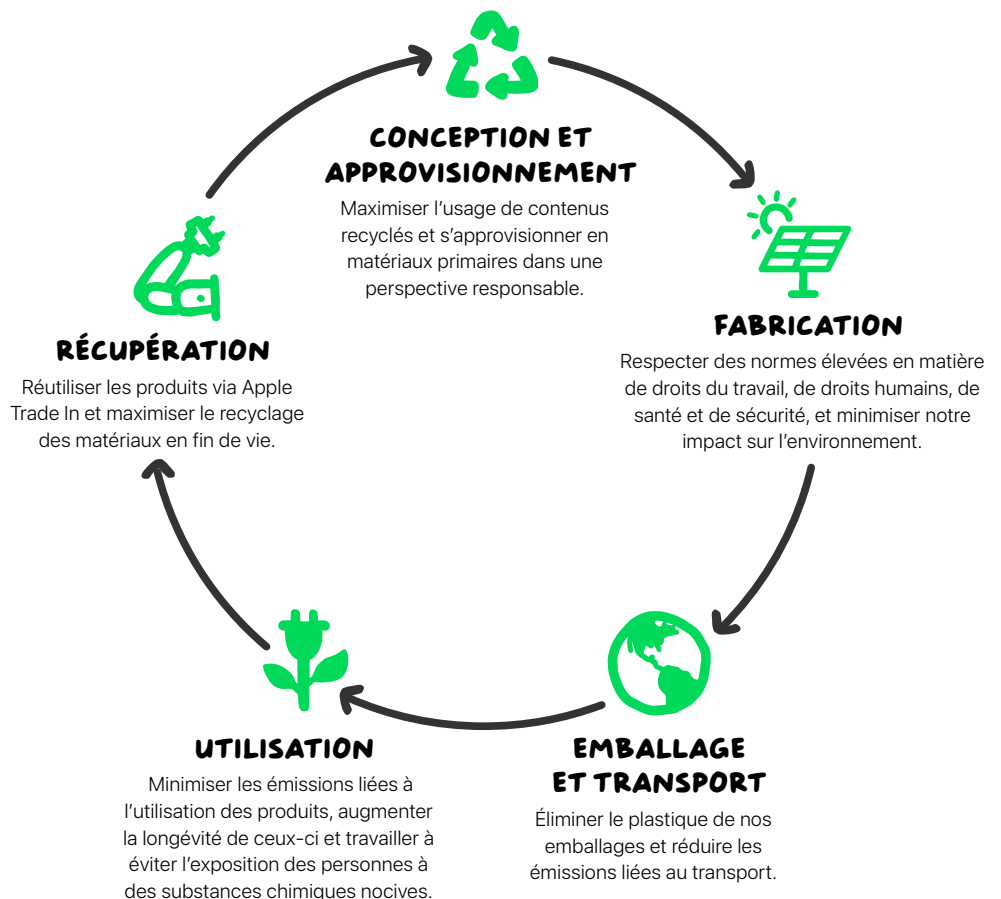 CONCEPTION ET
APPROVISIONNEMENT
Maximiser l’usage de contenus
recyclés et s’approvisionner en
matériaux primaires dans une
perspective responsable.
FABRICATION
Respecter des normes élevées en matière
de droits du travail, de droits humains, de
santé et de sécurité, et minimiser notre
impact sur l’environnement.
EMBALLAGE
ET TRANSPORT
Éliminer le plastique de nos
emballages et réduire les
émissions liées au transport.
UTILISATION
Minimiser les émissions liées à
l’utilisation des produits, augmenter
la longévité de ceux-ci et travailler à
éviter l’exposition des personnes à
des substances chimiques nocives.
RÉCUPÉRATION
Réutiliser les produits via Apple
Trade In et maximiser le recyclage
des matériaux en fin de vie.